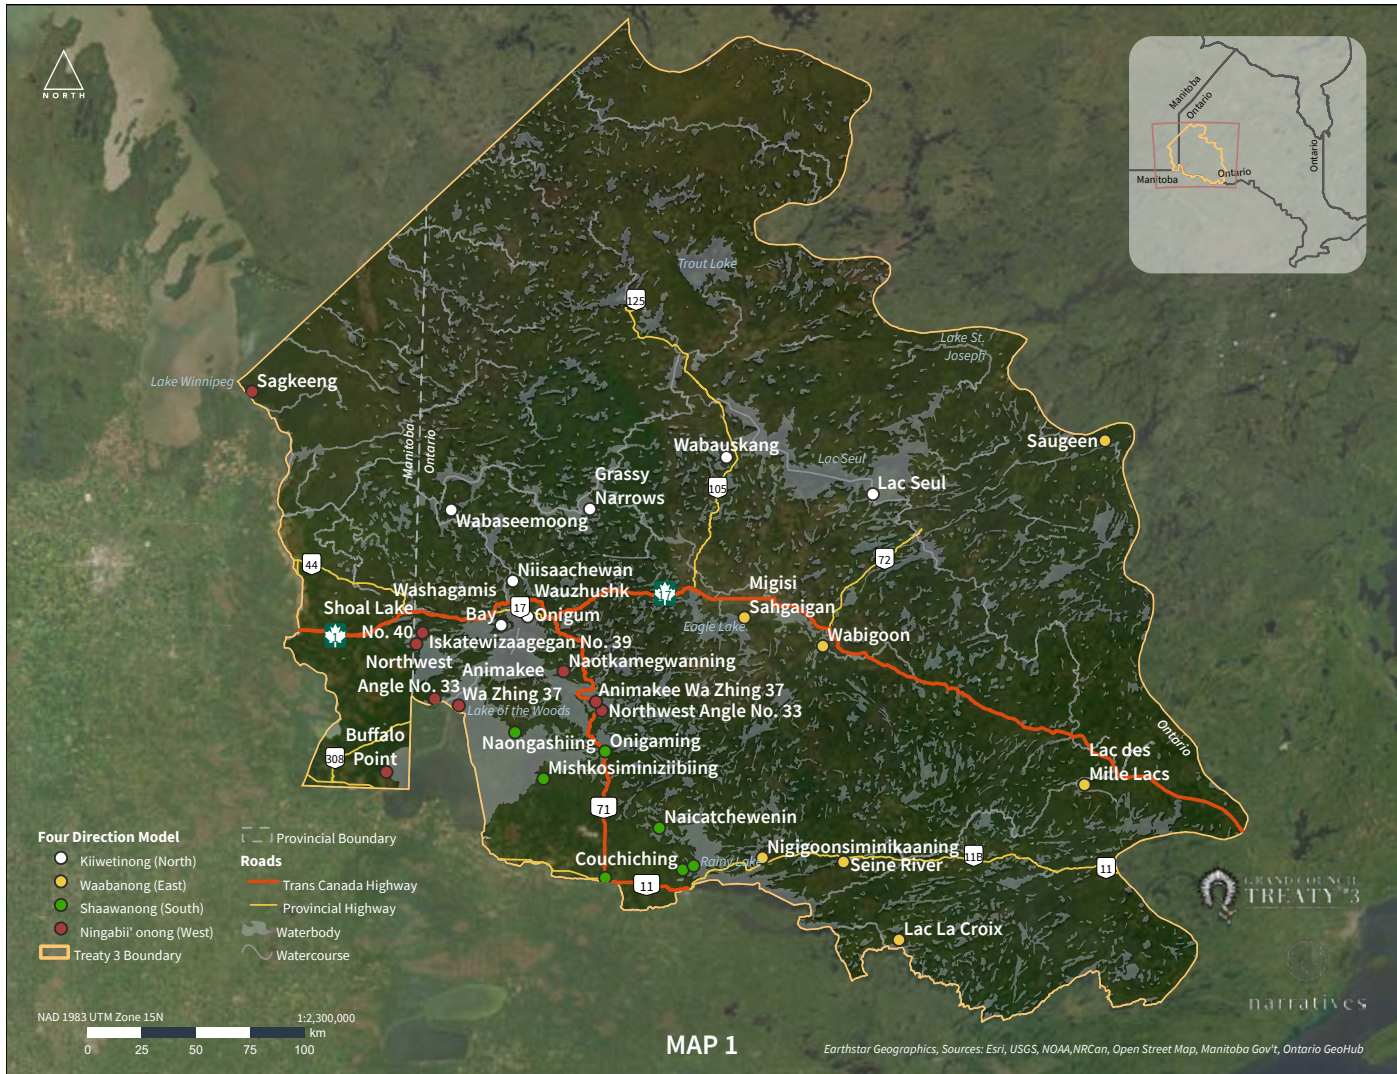 NORTH
Manitoba
Ontario
Manitoba
Ontario
Ontario
Trout Lake
125
Lake St.
Joseph
Lake Winnipeg
Sagkeeng
Manitoba
Ontario
Wabauskang
Saugeen
Lac Seul
Lac Seul
Grassy
Narrows
105
Wabaseemoong
72
44
Niisaachewan
Washagamis
Bay
Wauzhushk
Onigum
17
17
Migisi
Sahgaigan
Shoal Lake
No. 40
1
Eagle Lake
Wabigoon
Iskatewizaagegan No. 39
Northwest
Angle No. 33
Animakee
Wa Zhing 37
Naotkamegwanning
Animakee Wa Zhing 37
Northwest Angle No. 33
Lake of the Woods
Buffalo
Point
308
Naongashiing
Onigaming
Mishkosiminiziibiing
Ontario
Lac des
Mille Lacs
71
Naicatchewenin
Couchiching
Rainy Lake
Nigigoonsiminikaaning
Seine River
11B
11
11
Lac La Croix
Four Direction Model
Kiiwetinong (North)
Waabanong (East)
Shaawanong (South)
Ningabii' onong (West)
Treaty 3 Boundary
Provincial Boundary
Roads
Trans Canada Highway
Provincial Highway
Waterbody
Watercourse
GRAND COUNCIL
TREATY #3
narratives
NAD 1983 UTM Zone 15N
1:2,300,000
km
0 25 50 75 100
MAP 1
Earthstar Geographics, Sources: Esri, USGS, NOAA,NRCan, Open Street Map, Manitoba Gov't, Ontario GeoHub